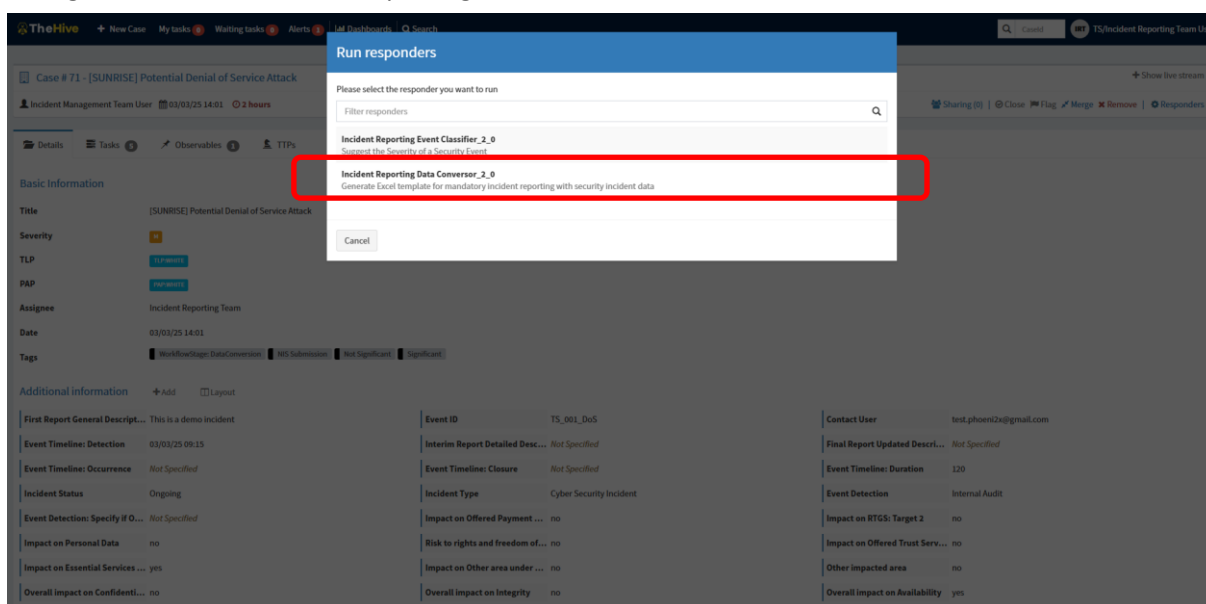 TheHive + New Case My tasks Waiting tasks Alerts Dashboards Search CaseId IRT TS/Incident Reporting Team Us
Run responders
Case # 71 - [SUNRISE] Potential Denial of Service Attack
+ Show live stream
Please select the responder you want to run
Incident Management Team User 03/03/25 14:01 2 hours
Sharing (0) | Close Flag Merge Remove | Responders
Filter responders
Incident Reporting Event Classifier_2_0
Suggest the Severity of a Security Event
Details Tasks Observables TTPs
Incident Reporting Data Conversor_2_0
Generate Excel template for mandatory incident reporting with security incident data
Basic Information
Title [SUNRISE] Potential Denial of Service Attack
Severity M
Cancel
TLP TLP:WHITE
PAP PAP:WHITE
Assignee Incident Reporting Team
Date 03/03/25 14:01
Tags WorkflowStage: DataConversion NIS Submission Not Significant Significant
Additional information + Add Layout
First Report General Descript... This is a demo incident Event ID TS_001_DoS Contact User test.phoeni2x@gmail.com
Event Timeline: Detection 03/03/25 09:15 Interim Report Detailed Desc... Not Specified Final Report Updated Descri... Not Specified
Event Timeline: Occurrence Not Specified Event Timeline: Closure Not Specified Event Timeline: Duration 120
Incident Status Ongoing Incident Type Cyber Security Incident Event Detection Internal Audit
Event Detection: Specify if O... Not Specified Impact on Offered Payment ... no Impact on RTGS: Target 2 no
Impact on Personal Data no Risk to rights and freedom of... no Impact on Offered Trust Serv... no
Impact on Essential Services ... yes Impact on Other area under ... no Other impacted area no
Overall impact on Confidenti... no Overall impact on Integrity no Overall impact on Availability yes